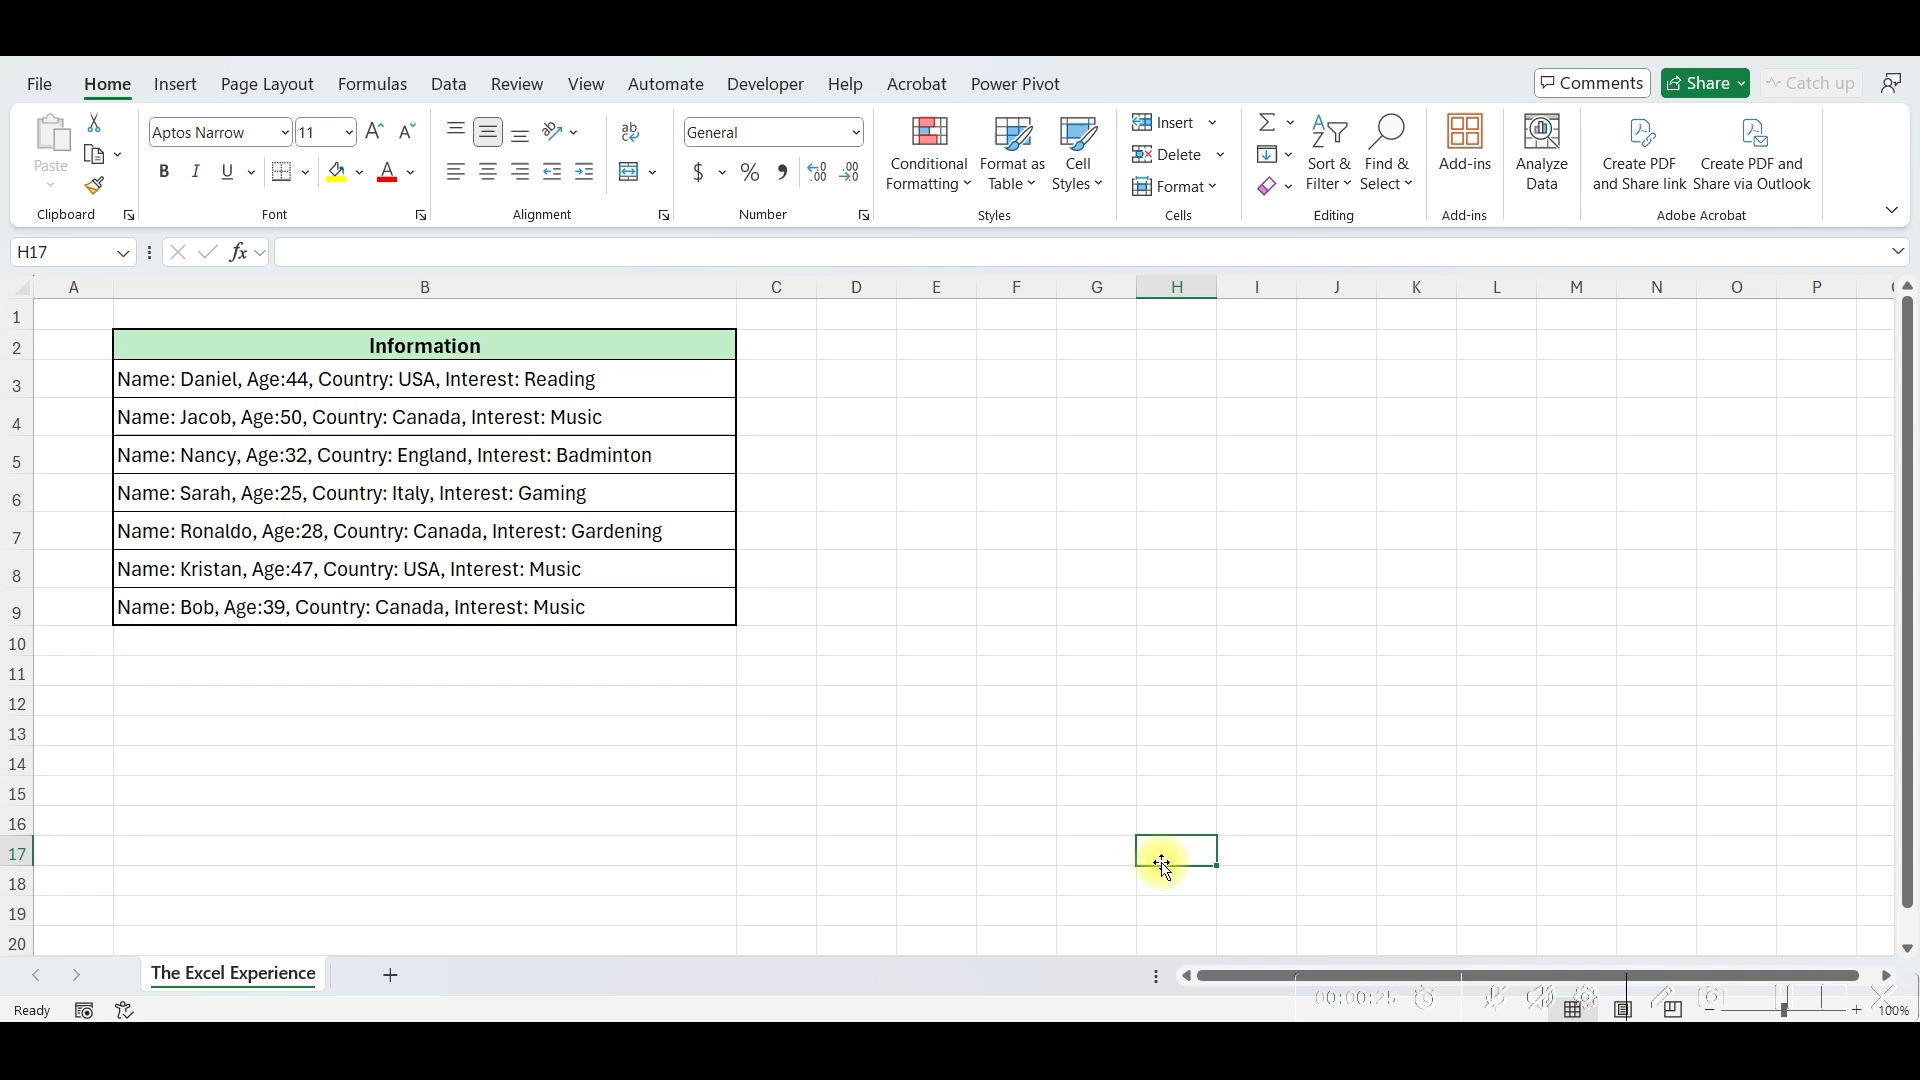 File Home Insert Page Layout Formulas Data Review View Automate Developer Help Acrobat Power Pivot Comments Share Catch up
Paste
Clipboard
Aptos Narrow 11
B I U
Font
Alignment
General
$ % 9
Number
Conditional Formatting
Format as Table
Cell Styles
Styles
Insert
Delete
Format
Cells
Sort & Filter
Find & Select
Editing
Add-ins
Add-ins
Analyze Data
Create PDF and Share link
Create PDF and Share via Outlook
Adobe Acrobat
H17 fx
A B C D E F G H I J K L M N O P
1
2 Information
3 Name: Daniel, Age:44, Country: USA, Interest: Reading
4 Name: Jacob, Age:50, Country: Canada, Interest: Music
5 Name: Nancy, Age:32, Country: England, Interest: Badminton
6 Name: Sarah, Age:25, Country: Italy, Interest: Gaming
7 Name: Ronaldo, Age:28, Country: Canada, Interest: Gardening
8 Name: Kristan, Age:47, Country: USA, Interest: Music
9 Name: Bob, Age:39, Country: Canada, Interest: Music
10
11
12
13
14
15
16
17
18
19
20
The Excel Experience
00:00:25
Ready 100%